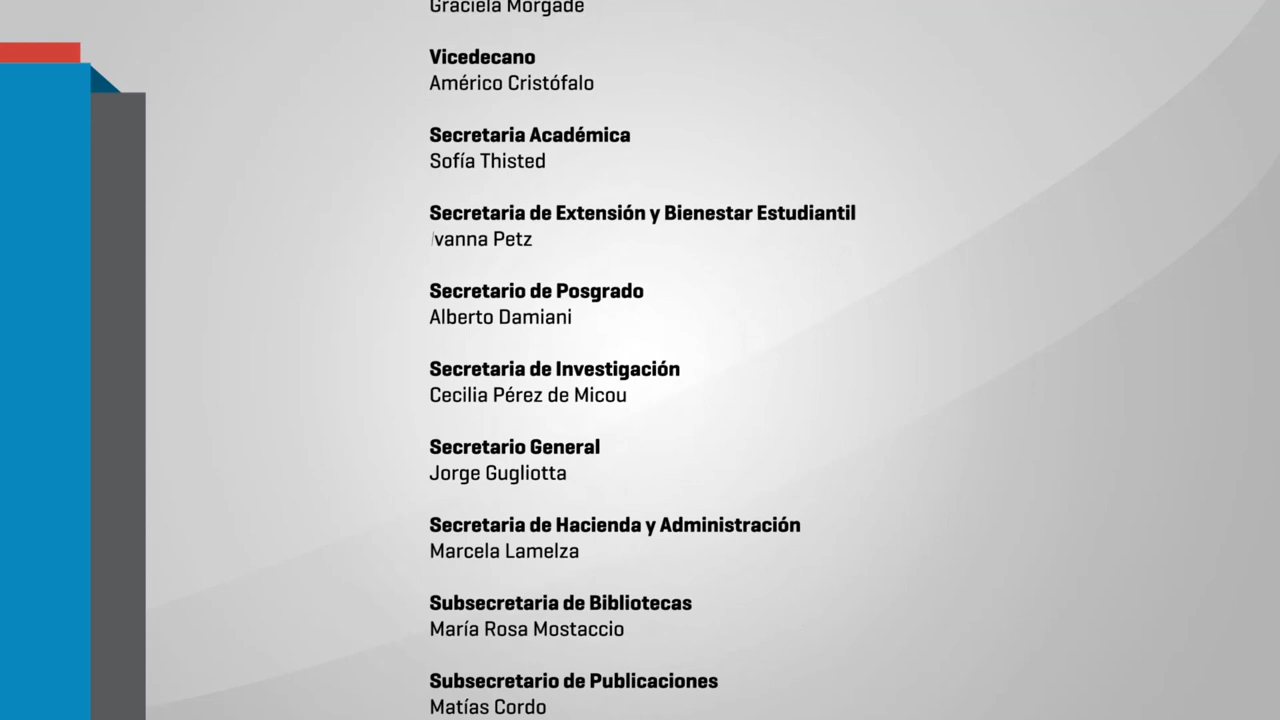 Graciela Morgade
Vicedecano
Américo Cristófalo
Secretaria Académica
Sofía Thisted
Secretaria de Extensión y Bienestar Estudiantil
Ivanna Petz
Secretario de Posgrado
Alberto Damiani
Secretaria de Investigación
Cecilia Pérez de Micou
Secretario General
Jorge Gugliotta
Secretaria de Hacienda y Administración
Marcela Lamelza
Subsecretaria de Bibliotecas
María Rosa Mostaccio
Subsecretario de Publicaciones
Matías Cordo